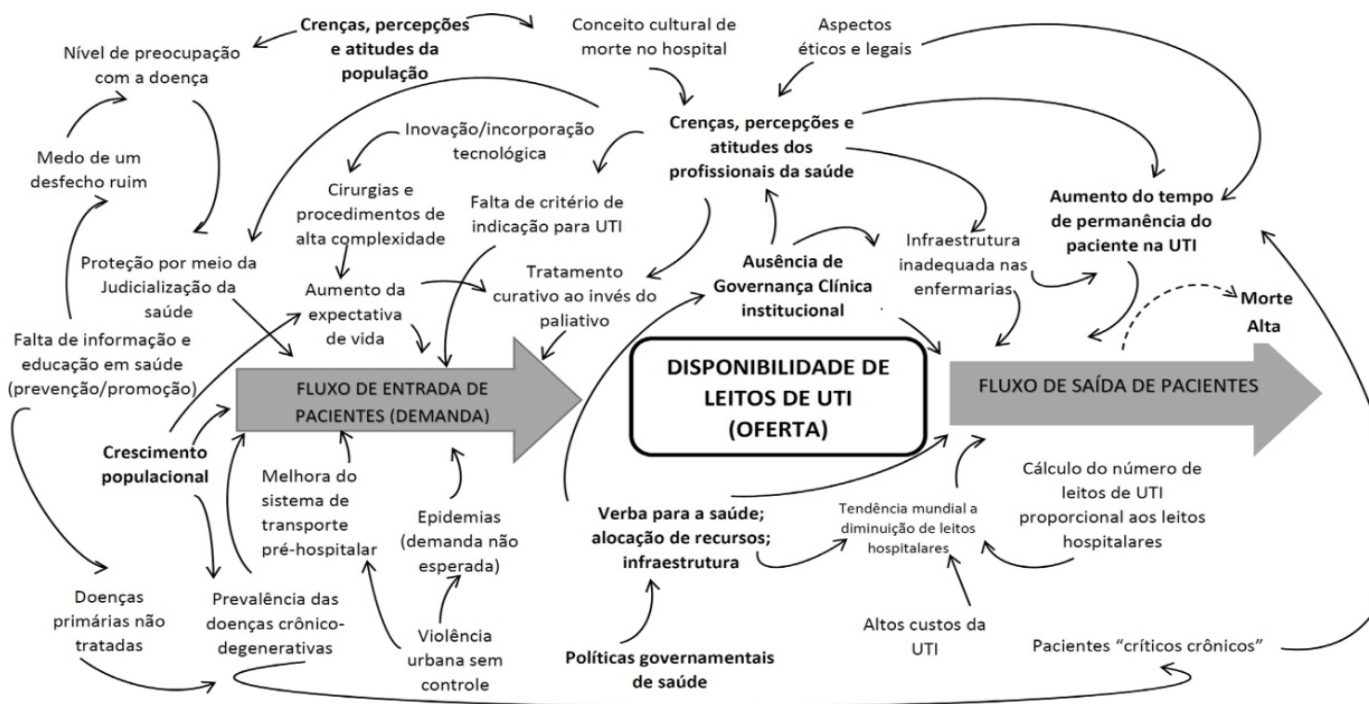 Crenças, percepções
e atitudes da
população
Nível de preocupação
com a doença
Conceito cultural de
morte no hospital
Aspectos
éticos e legais
Medo de um
desfecho ruim
Inovação/incorporação
tecnológica
Crenças, percepções e
atitudes dos
profissionais da saúde
Cirurgias e
procedimentos de
alta complexidade
Falta de critério de
indicação para UTI
Aumento do tempo
de permanência do
paciente na UTI
Proteção por meio da
Judicialização da
saúde
Aumento da
expectativa
de vida
Tratamento
curativo ao invés do
paliativo
Ausência de
Governança Clínica
institucional
Infraestrutura
inadequada nas
enfermarias
Morte
Alta
Falta de informação e
educação em saúde
(prevenção/promoção)
FLUXO DE ENTRADA DE
PACIENTES (DEMANDA)
DISPONIBILIDADE DE
LEITOS DE UTI
(OFERTA)
FLUXO DE SAÍDA DE PACIENTES
Crescimento
populacional
Melhora do
sistema de
transporte
pré-hospitalar
Epidemias
(demanda não
esperada)
Verba para a saúde;
alocação de recursos;
infraestrutura
Tendência mundial a
diminuição de leitos
hospitalares
Cálculo do número de
leitos de UTI
proporcional aos leitos
hospitalares
Doenças
primárias não
tratadas
Prevalência das
doenças crônico-
degenerativas
Violência
urbana sem
controle
Políticas governamentais
de saúde
Altos custos da
UTI
Pacientes “críticos crônicos”